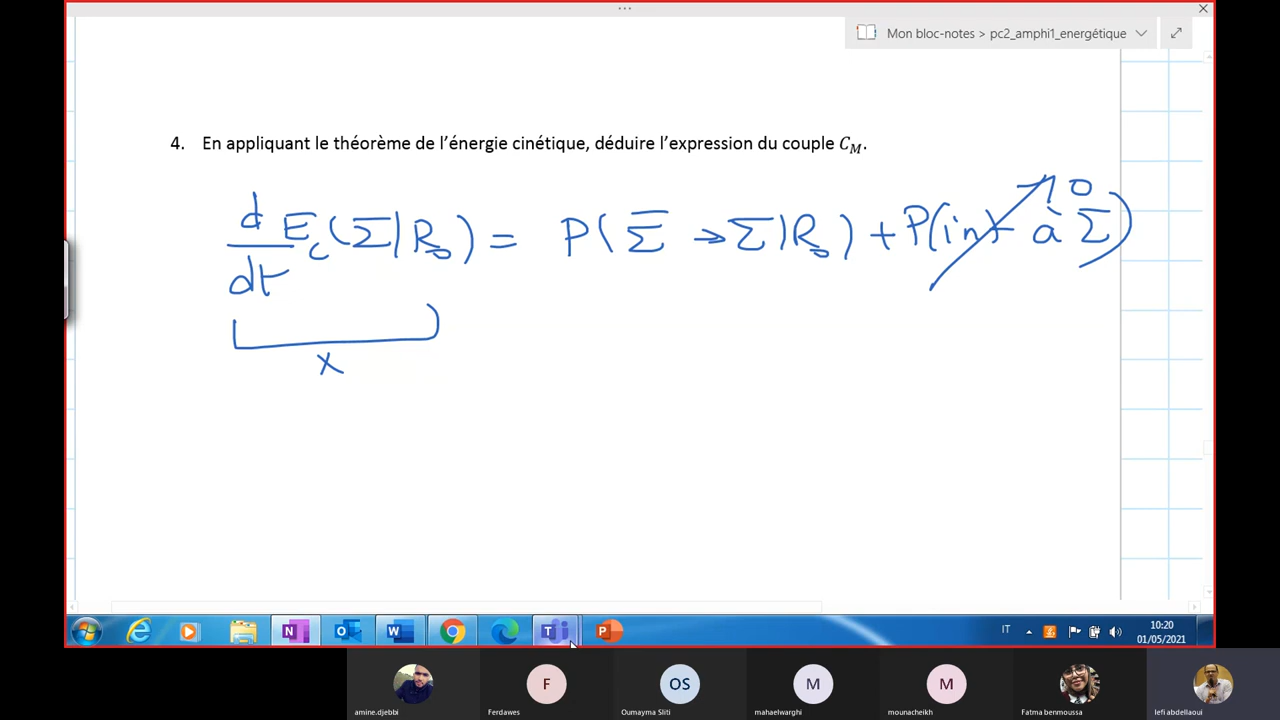 Mon bloc-notes > pc2_amphi1_energétique
4. En appliquant le théorème de l'énergie cinétique, déduire l'expression du couple C_M.
d/dt E_c(Σ/R_0) = P(Σ̅ → Σ/R_0) + P(int à Σ) 0
x
IT
10:20
01/05/2021
F
OS
M
M
amine.djebbi
Ferdawes
Oumayma Sliti
mahaelwarghi
mounacheikh
Fatma benmoussa
lefi abdellaoui